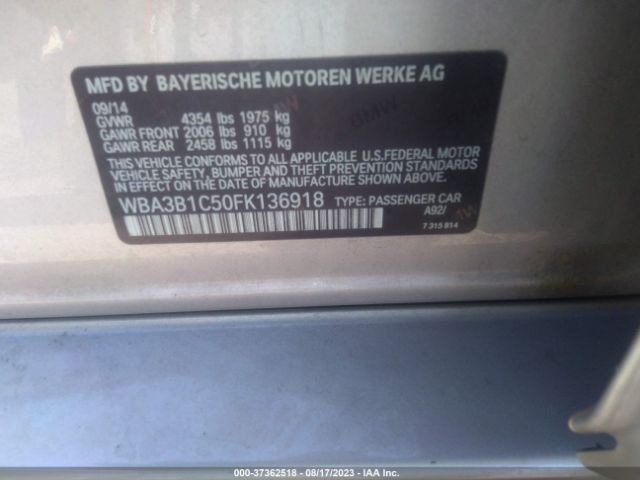 MFD BY BAYERISCHE MOTOREN WERKE AG
09/14
GVWR 4354 lbs 1975 kg
GAWR FRONT 2006 lbs 910 kg
GAWR REAR 2458 lbs 1115 kg
THIS VEHICLE CONFORMS TO ALL APPLICABLE U.S.FEDERAL MOTOR
VEHICLE SAFETY, BUMPER AND THEFT PREVENTION STANDARDS
IN EFFECT ON THE DATE OF MANUFACTURE SHOWN ABOVE.
WBA3B1C50FK136918 TYPE: PASSENGER CAR
A92/
7 315 814
000-37362518 - 08/17/2023 - IAA Inc.